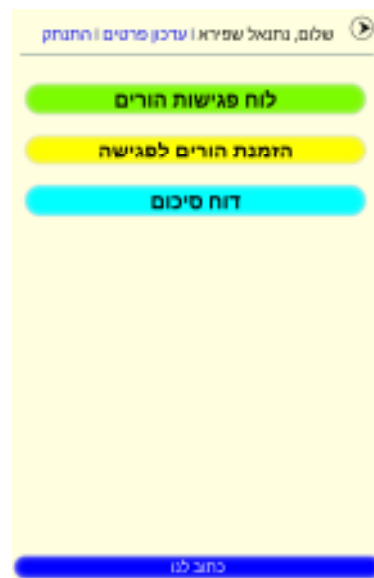 שלום, נתנאל שפירא | עדכון פרטים | התנתק
לוח פגישות הורים
הזמנת הורים לפגישה
דוח סיכום
כתוב לנו